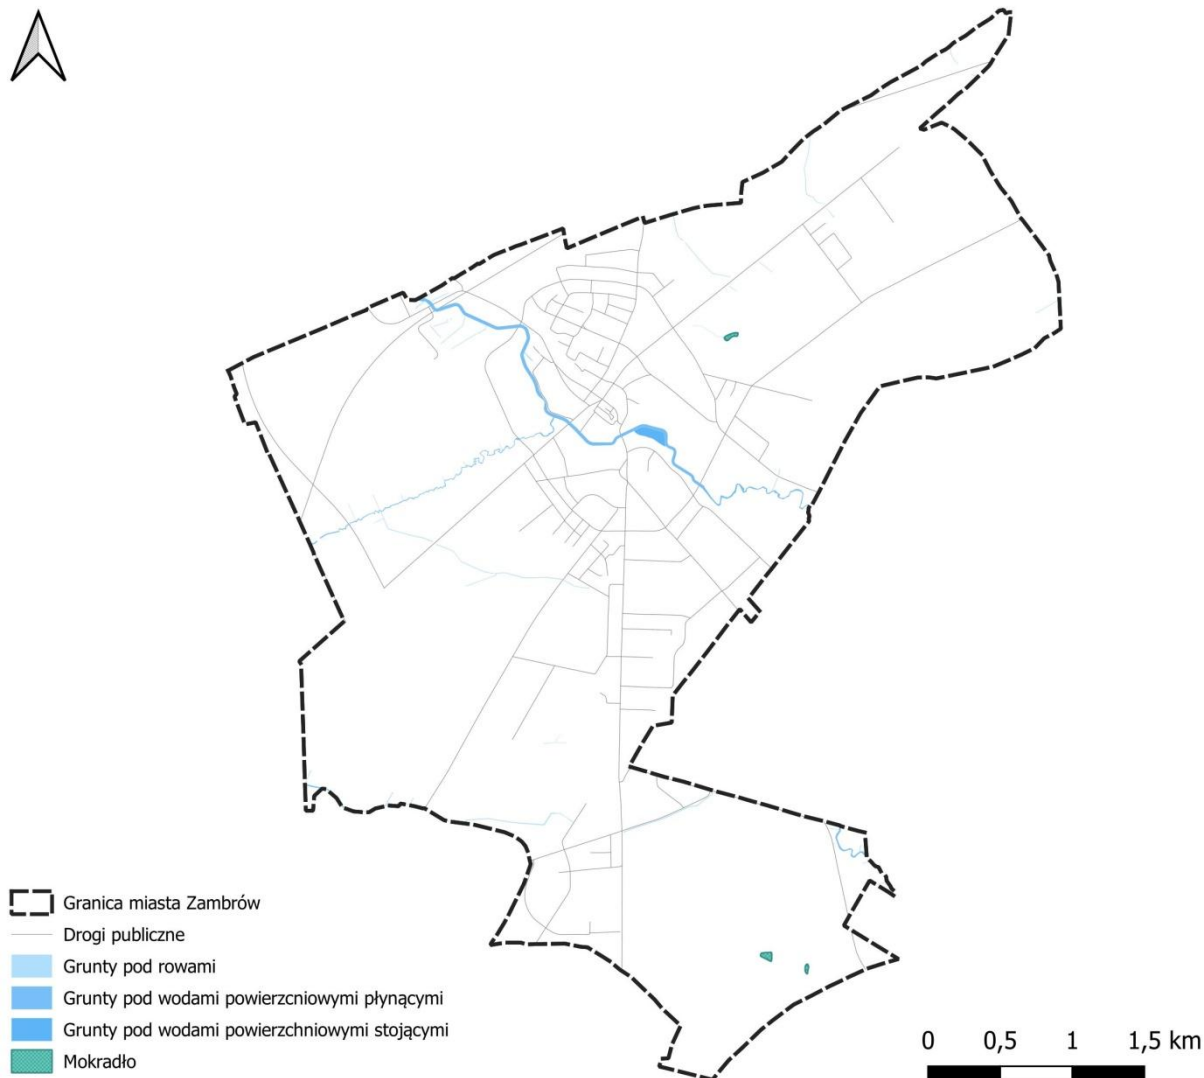 Granica miasta Zambrów
Drogi publiczne
Grunty pod rowami
Grunty pod wodami powierzcniowymi płynącymi
Grunty pod wodami powierzchniowymi stojącymi
Mokradło
0 0,5 1 1,5 km